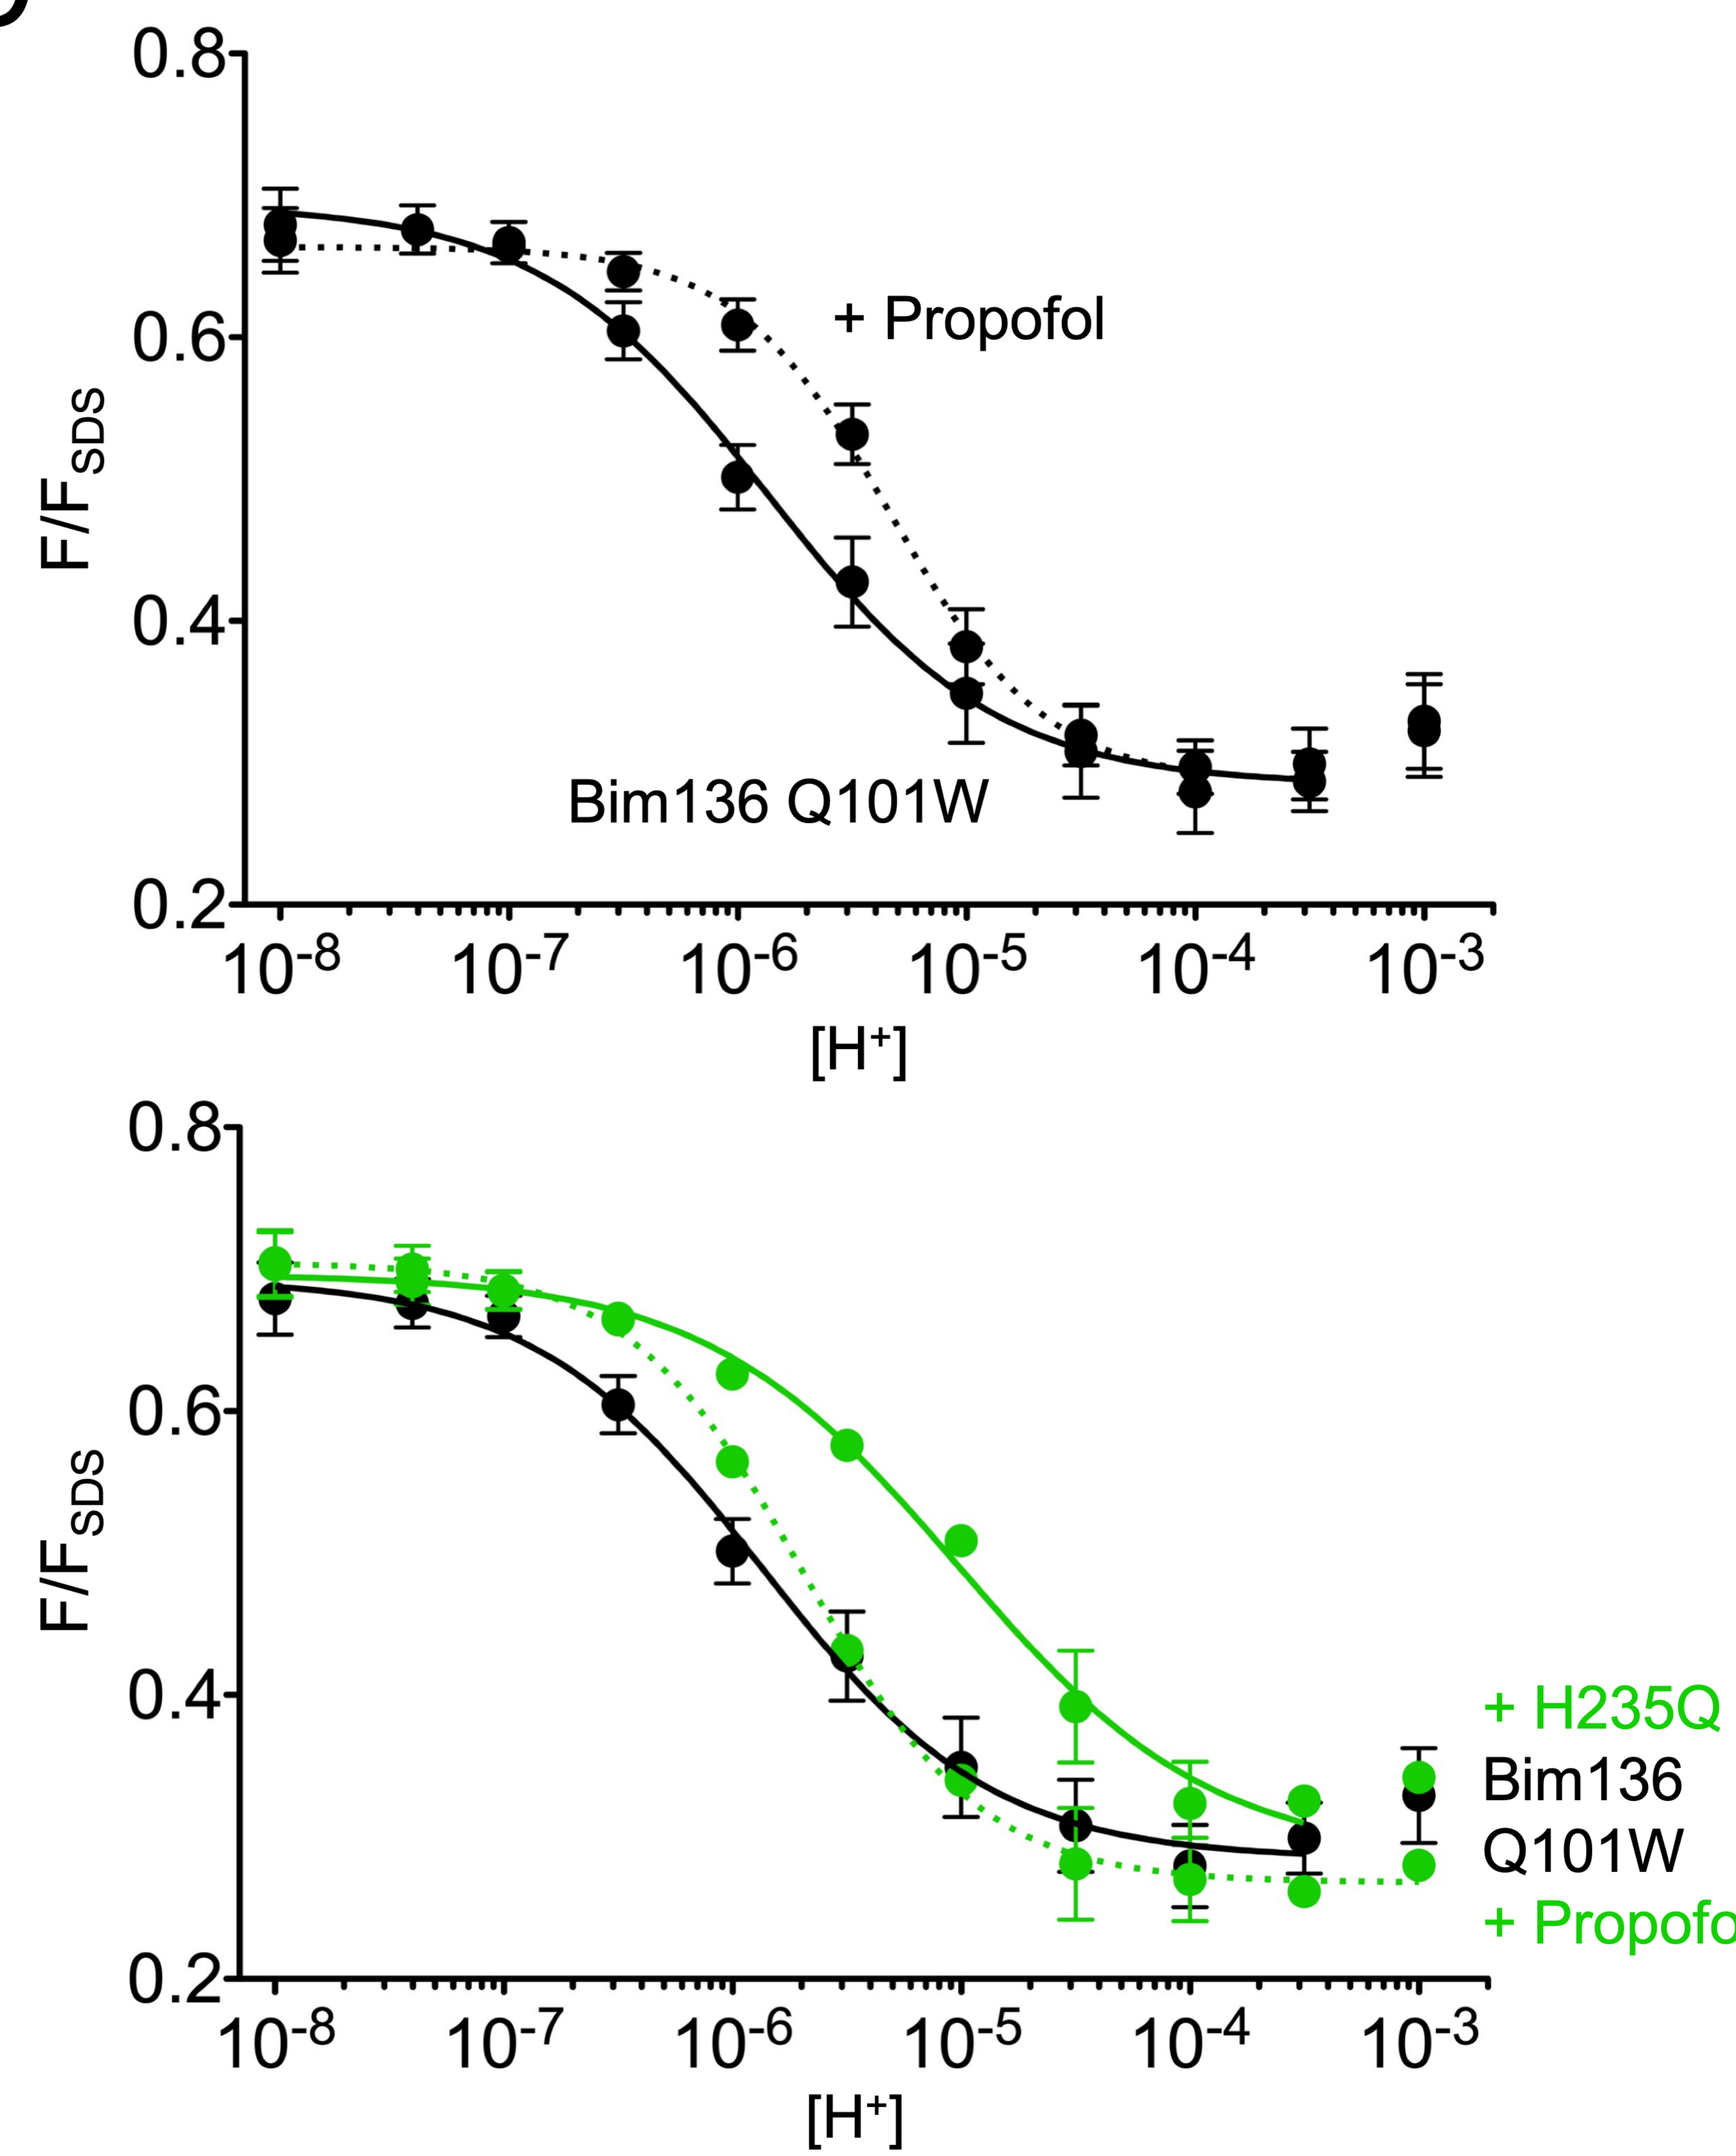 0.8
0.6
0.4
0.2
F/FSDS
+ Propofol
Bim136 Q101W
10-8 10-7 10-6 10-5 10-4 10-3
[H+]
0.8
0.6
0.4
0.2
F/FSDS
+ H235Q
Bim136
Q101W
+ Propofo
10-8 10-7 10-6 10-5 10-4 10-3
[H+]